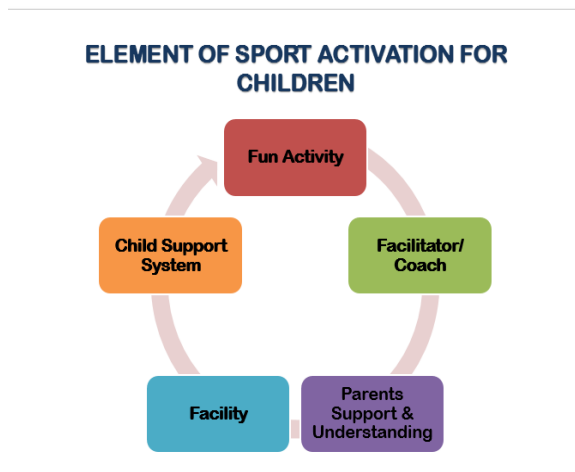 ELEMENT OF SPORT ACTIVATION FOR
CHILDREN
Fun Activity
Facilitator/
Coach
Parents
Support &
Understanding
Facility
Child Support
System